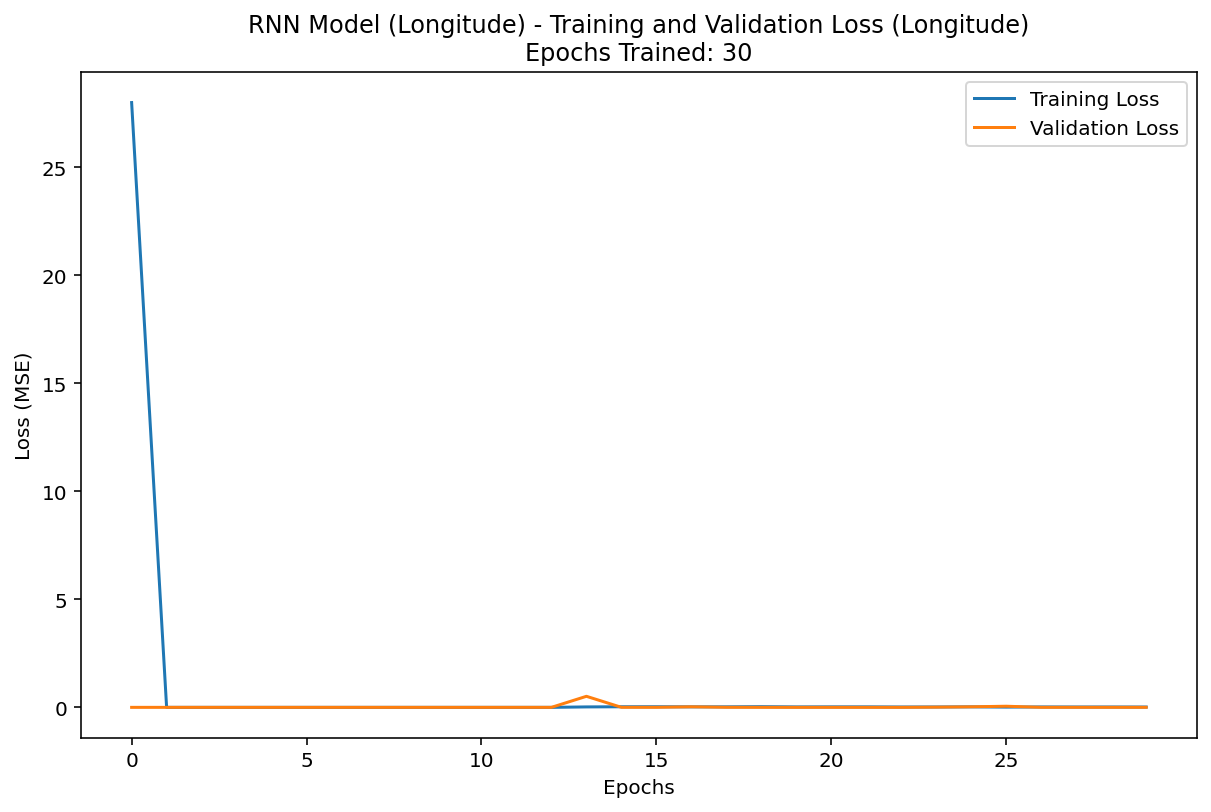 RNN Model (Longitude) - Training and Validation Loss (Longitude)
Epochs Trained: 30
Training Loss
Validation Loss
25
20
15
10
5
0
Loss (MSE)
0 5 10 15 20 25
Epochs